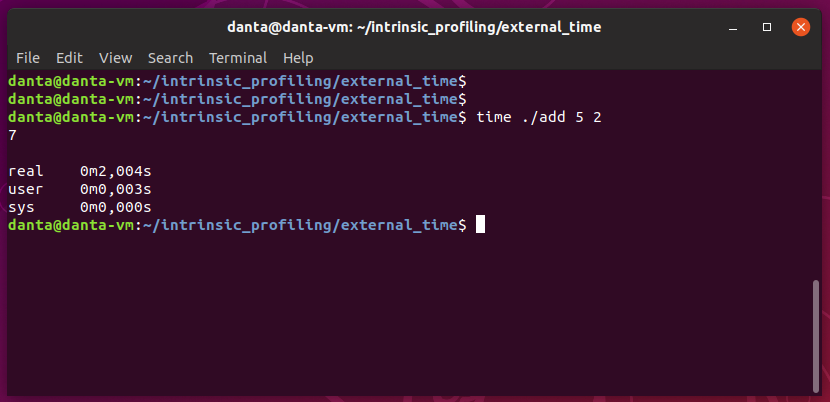 danta@danta-vm: ~/intrinsic_profiling/external_time
File Edit View Search Terminal Help
danta@danta-vm:~/intrinsic_profiling/external_time$
danta@danta-vm:~/intrinsic_profiling/external_time$
danta@danta-vm:~/intrinsic_profiling/external_time$ time ./add 5 2
7
real 0m2,004s
user 0m0,003s
sys 0m0,000s
danta@danta-vm:~/intrinsic_profiling/external_time$